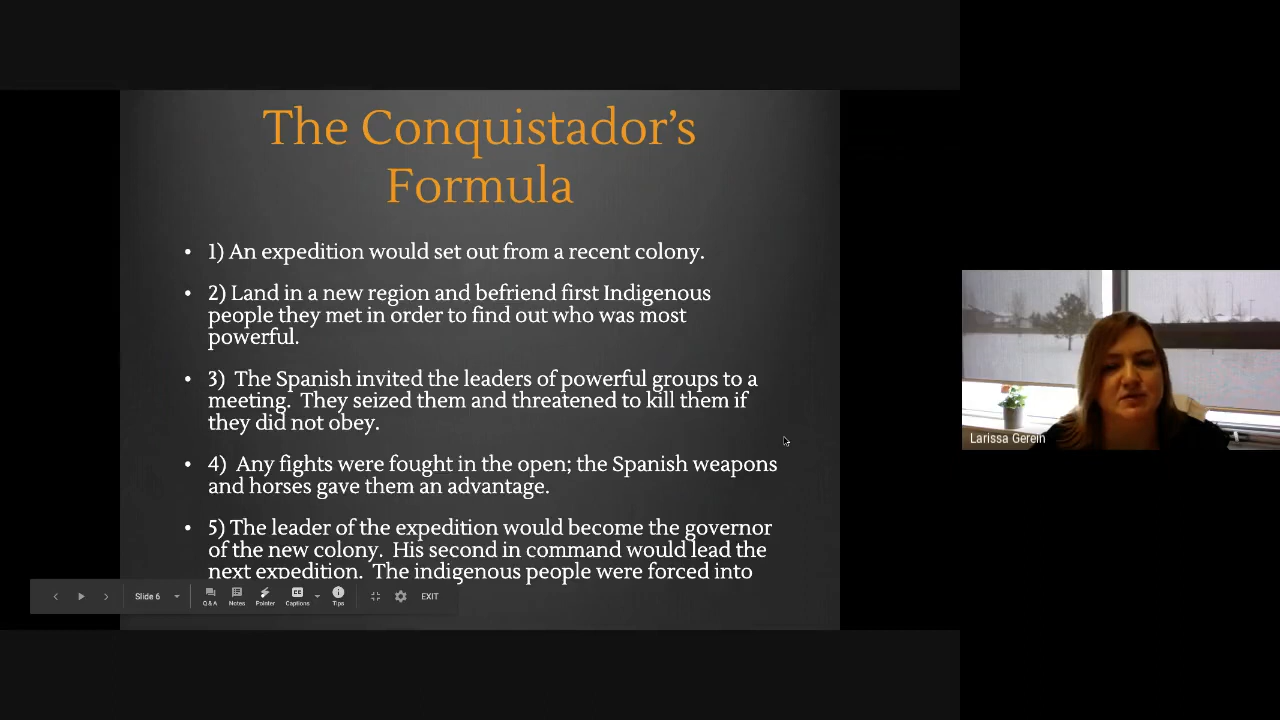 The Conquistador's
Formula
• 1) An expedition would set out from a recent colony.
• 2) Land in a new region and befriend first Indigenous
people they met in order to find out who was most
powerful.
• 3)  The Spanish invited the leaders of powerful groups to a
meeting.  They seized them and threatened to kill them if
they did not obey.
• 4)  Any fights were fought in the open; the Spanish weapons
and horses gave them an advantage.
• 5) The leader of the expedition would become the governor
of the new colony.  His second in command would lead the
next expedition.  The indigenous people were forced into
Slide 6
Q&A
Notes
Pointer
CC
Captions
Tips
EXIT
Larissa Gerein